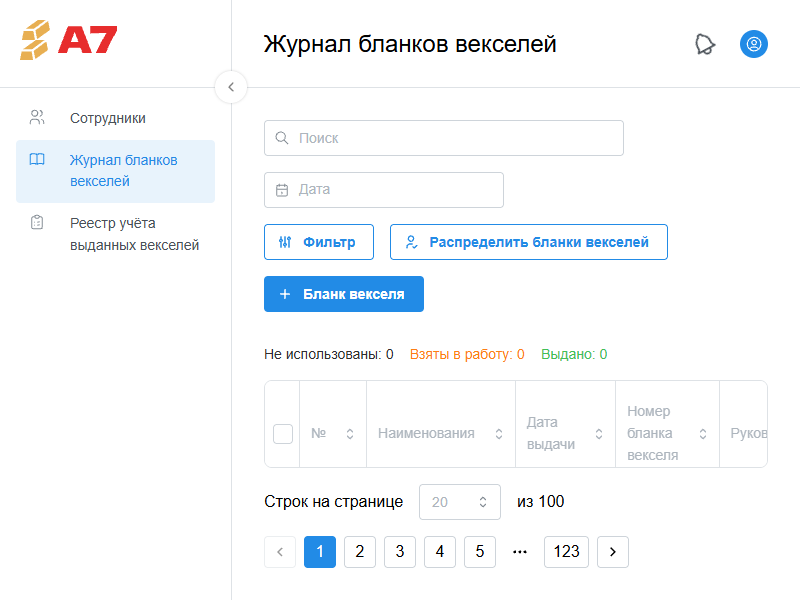 A7
Журнал бланков векселей
Сотрудники
Журнал бланков
векселей
Реестр учёта
выданных векселей
Поиск
Дата
Фильтр
Распределить бланки векселей
+ Бланк векселя
Не использованы: 0 Взяты в работу: 0 Выдано: 0
№
Наименования
Дата
выдачи
Номер
бланка
векселя
Руков
Строк на странице 20 из 100
< 1 2 3 4 5 ••• 123 >